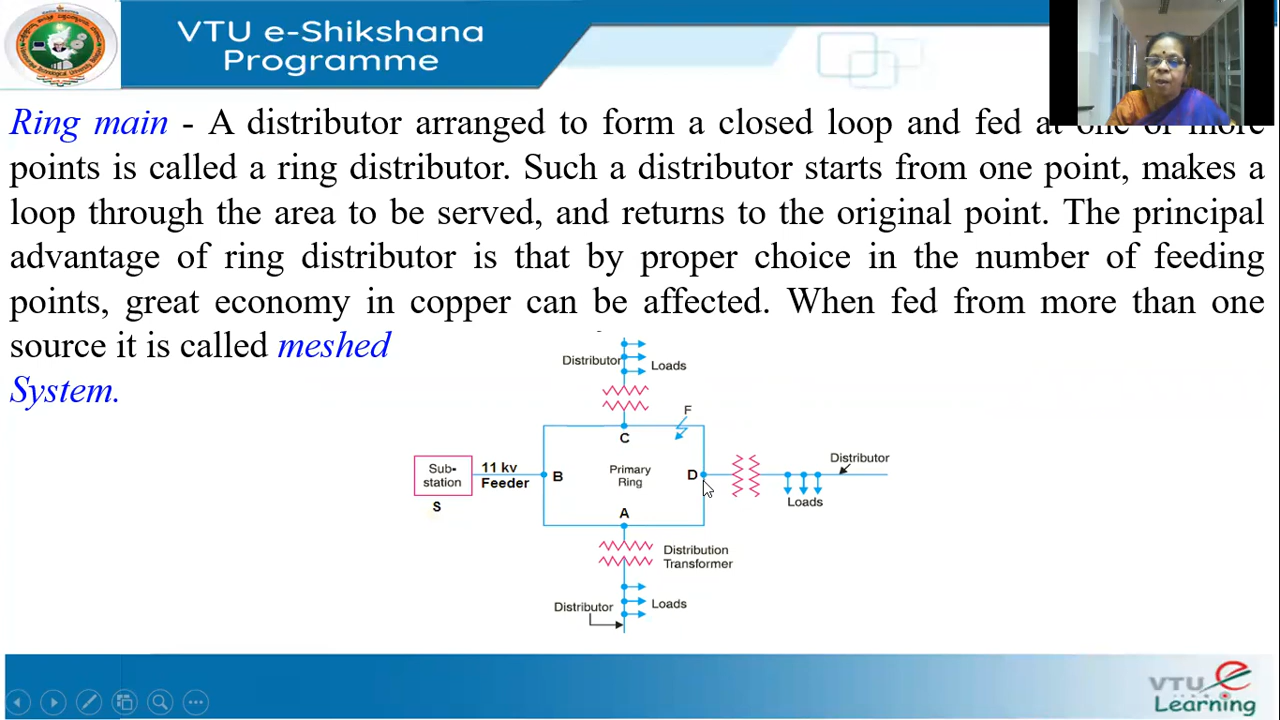 VTU e-Shikshana
Programme
Ring main - A distributor arranged to form a closed loop and fed at one or more
points is called a ring distributor. Such a distributor starts from one point, makes a
loop through the area to be served, and returns to the original point. The principal
advantage of ring distributor is that by proper choice in the number of feeding
points, great economy in copper can be affected. When fed from more than one
source it is called meshed
System.
Distributor
Loads
F
C
Sub-
station
S
11 kv
Feeder
B
Primary
Ring
D
Distributor
Loads
A
Distribution
Transformer
Distributor
Loads
VTU e
Learning